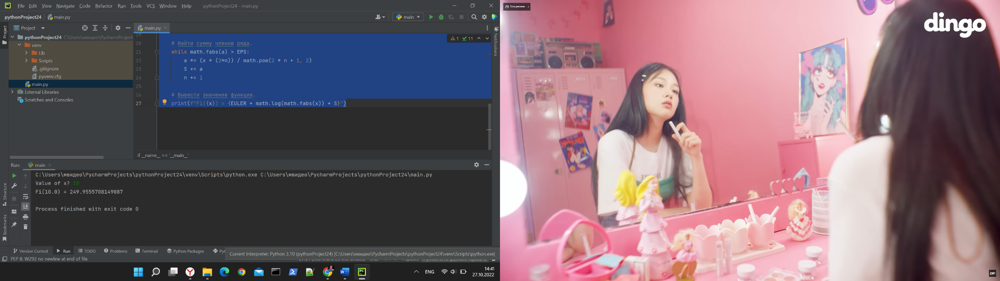 File Edit View Navigate Code Refactor Run Tools VCS Window Help pythonProject24 - main.py
pythonProject24 main.py
main
Project
Project
main.py
pythonProject24 C:\Users\мвидео\PycharmProject
venv
Lib
Scripts
.gitignore
pyvenv.cfg
main.py
External Libraries
Scratches and Consoles
1 11
Notifications
19
20 # Найти сумму членов ряда.
21 while math.fabs(a) > EPS:
22 a *= (x * (2*n)) / math.pow(2 * n + 1, 2)
23 S += a
24 n += 1
25
26 # Вывести значение функции.
27 print(f"Fi({x}) = {EULER + math.log(math.fabs(x)) + S}")
if __name__ == '__main__'
Run: main
C:\Users\мвидео\PycharmProjects\pythonProject24\venv\Scripts\python.exe C:\Users\мвидео\PycharmProjects\pythonProject24\main.py
Value of x? 10
Fi(10.0) = 249.9555708149087
Process finished with exit code 0
Structure
Bookmarks
Version Control Run TODO Problems Terminal Python Packages Pyt
Current Interpreter: Python 3.10 (pythonProject24) [C:\Users\мвидео\PycharmProjects\pythonProject24\venv\Scripts\python.exe]
PEP 8: W292 no newline at end of file
ENG
14:41
27.10.2022
Есть реклама
dingo
DF